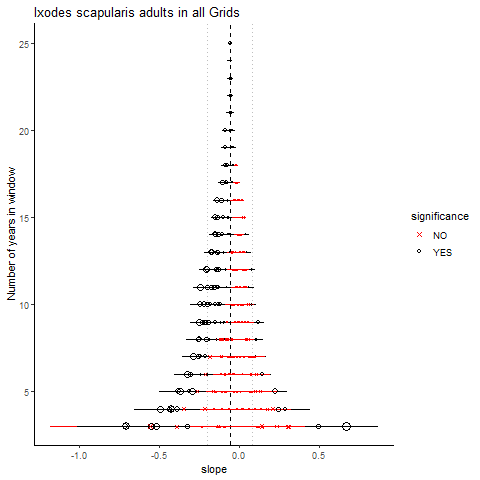 Ixodes scapularis adults in all Grids
Number of years in window
25
20
15
10
5
-1.0 -0.5 0.0 0.5
slope
significance
NO
YES